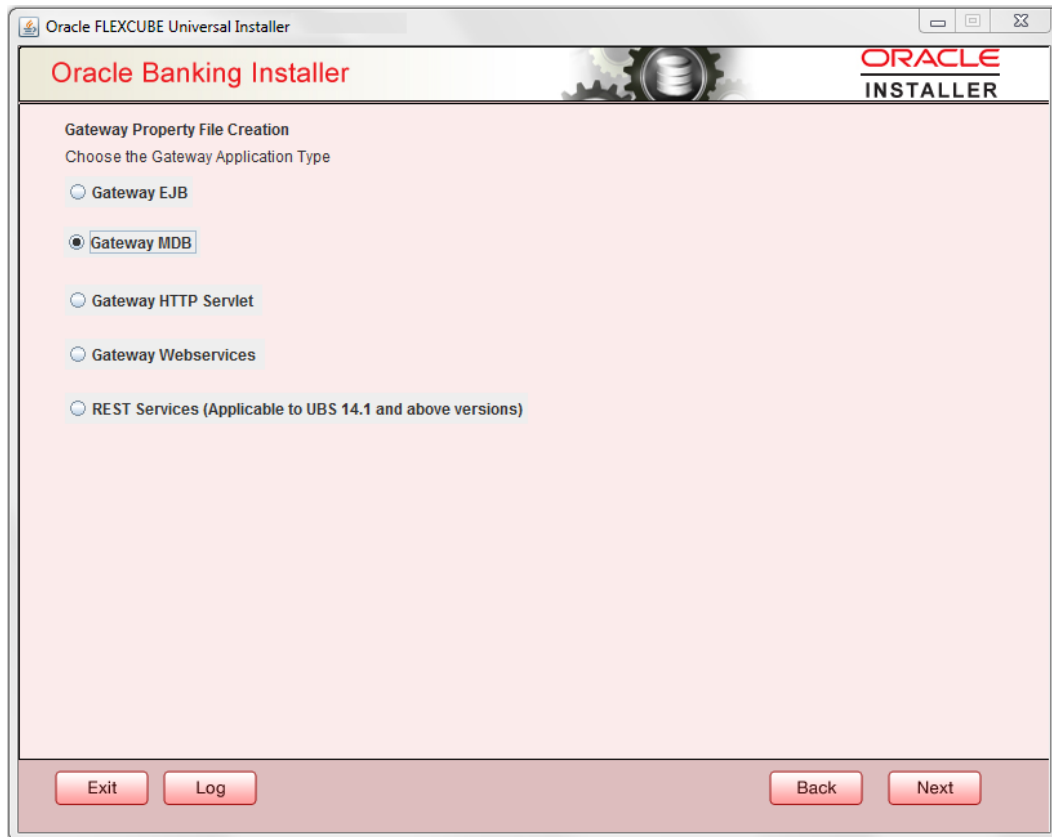 Oracle FLEXCUBE Universal Installer
Oracle Banking Installer
ORACLE
INSTALLER
Gateway Property File Creation
Choose the Gateway Application Type
Gateway EJB
Gateway MDB
Gateway HTTP Servlet
Gateway Webservices
REST Services (Applicable to UBS 14.1 and above versions)
Exit Log Back Next